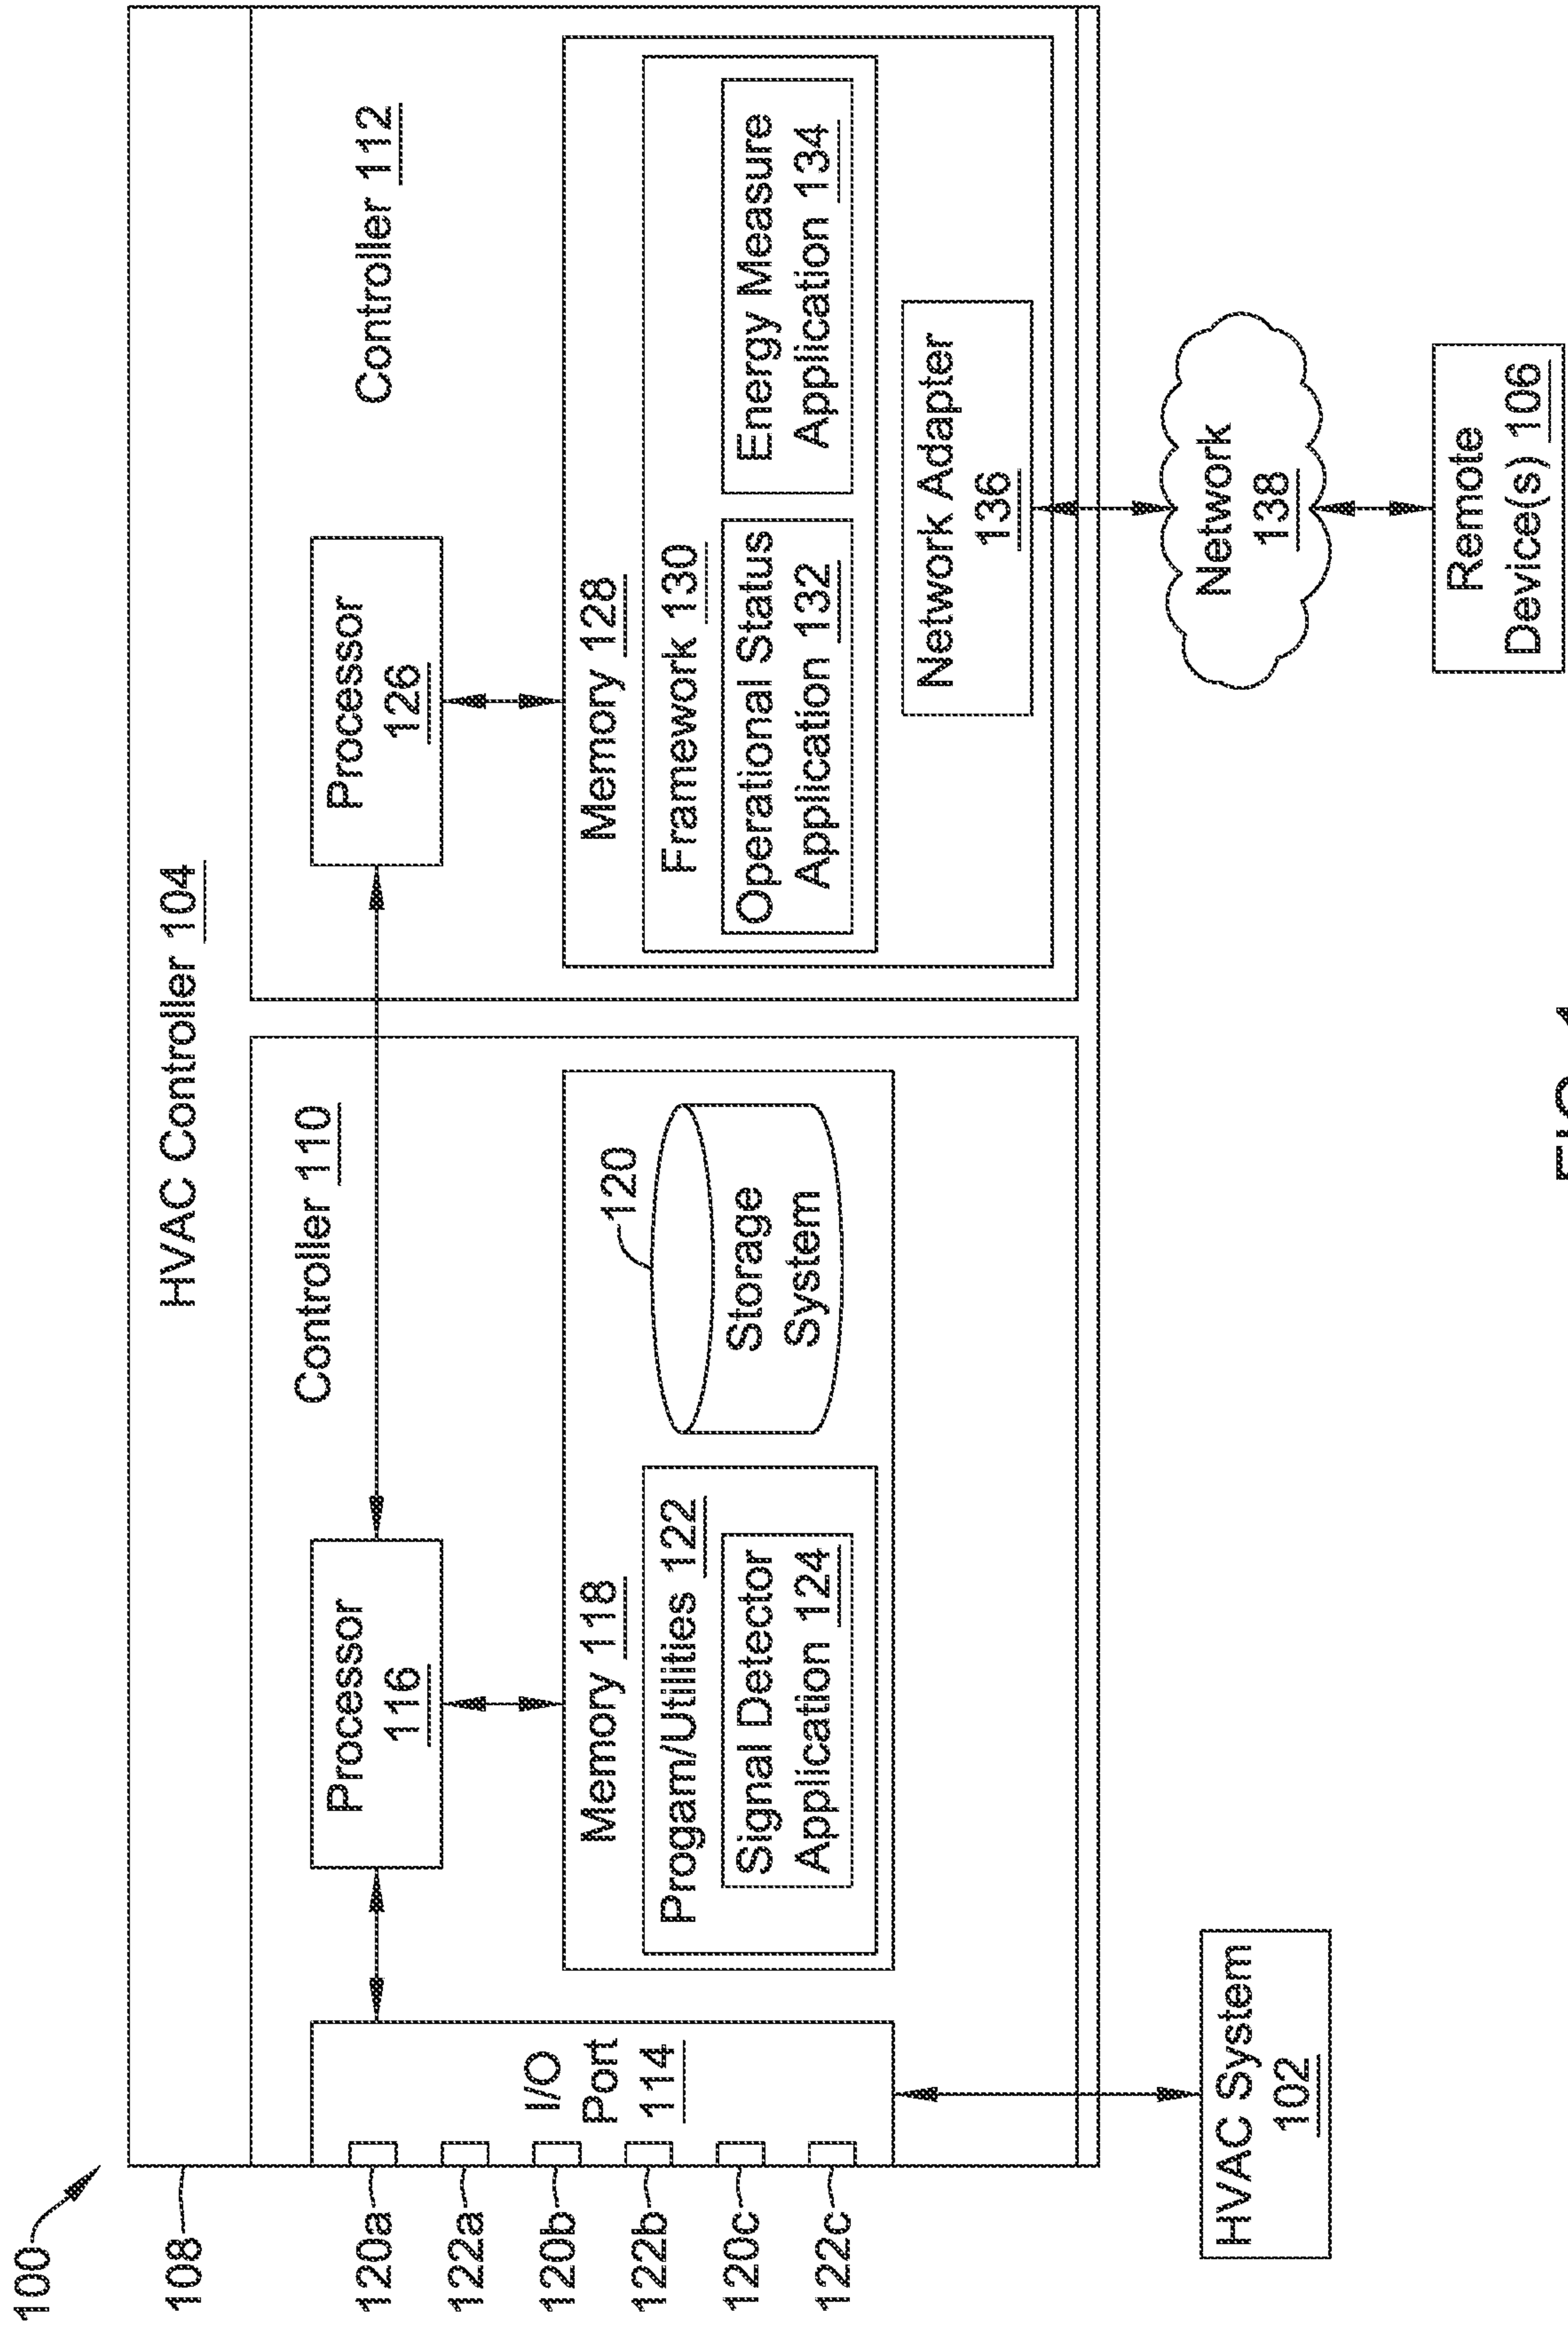 100
HVAC Controller 104
108
Controller 110
Controller 112
Processor
116
Processor
126
120a
122a
120b
122b
120c
122c
I/O
Port
114
Memory 118
Progam/Utilities 122
Signal Detector
Application 124
120
Storage
System
Memory 128
Framework 130
Operational Status
Application 132
Energy Measure
Application 134
Network Adapter
136
Network
138
HVAC System
102
Remote
Device(s) 106